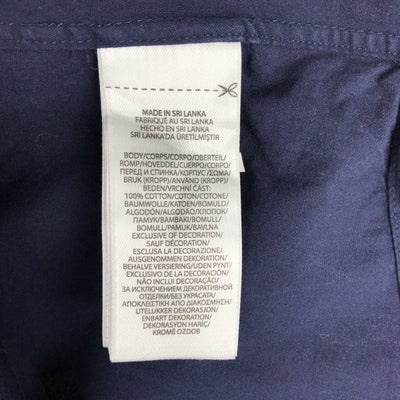 MADE IN SRI LANKA
FABRIQUÉ AU SRI LANKA
HECHO EN SRI LANKA
SRİ LANKA'DA ÜRETİLMİŞTİR
BODY/CORPS/CORPO/OBERTEIL/
ROMP/HOVEDDEL/CUERPO/CORPO/
ПЕРЕД И СПИНКА/КОРПУС/ΣΩΜΑ/
BRUK (KROPP)/ANVÄND (KROPP)/
BEDEN/VRCHNÍ ČÁST:
100% COTTON/COTON/COTONE/
BAUMWOLLE/KATOEN/BOMULD/
ALGODÓN/ALGODÃO/ХЛОПОК/
ПАМУК/ΒΑΜΒΑΚΙ/BOMULL/
BOMULL/PAMUK/BAVLNA
EXCLUSIVE OF DECORATION
SAUF DÉCORATION
ESCLUSA LA DECORAZIONE
AUSGENOMMEN DEKORATION/
BEHALVE VERSIERING/UDEN PYNT/
EXCLUSIVO DE LA DECORACIÓN/
NÃO INCLUI DECORAÇÃO/
ЗА ИСКЛЮЧЕНИЕМ ДЕКОРАТИВНОЙ
ОТДЕЛКИ/БЕЗ УКРАСАТА/
ΑΠΟΚΛΕΙΣΤΙΚΗ ΑΠΟ ΔΙΑΚΟΣΜΗΣΗ/
UTELUKKER DEKORASJON/
ENBART DEKORATION/
DEKORASYON HARİÇ/
KROMĚ OZDOB